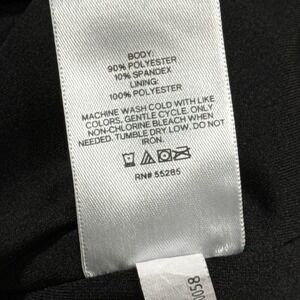 BODY:
90% POLYESTER
10% SPANDEX
LINING:
100% POLYESTER
MACHINE WASH COLD WITH LIKE
COLORS, GENTLE CYCLE. ONLY
NON-CHLORINE BLEACH WHEN
NEEDED. TUMBLE DRY LOW. DO NOT
IRON.
RN# 55285